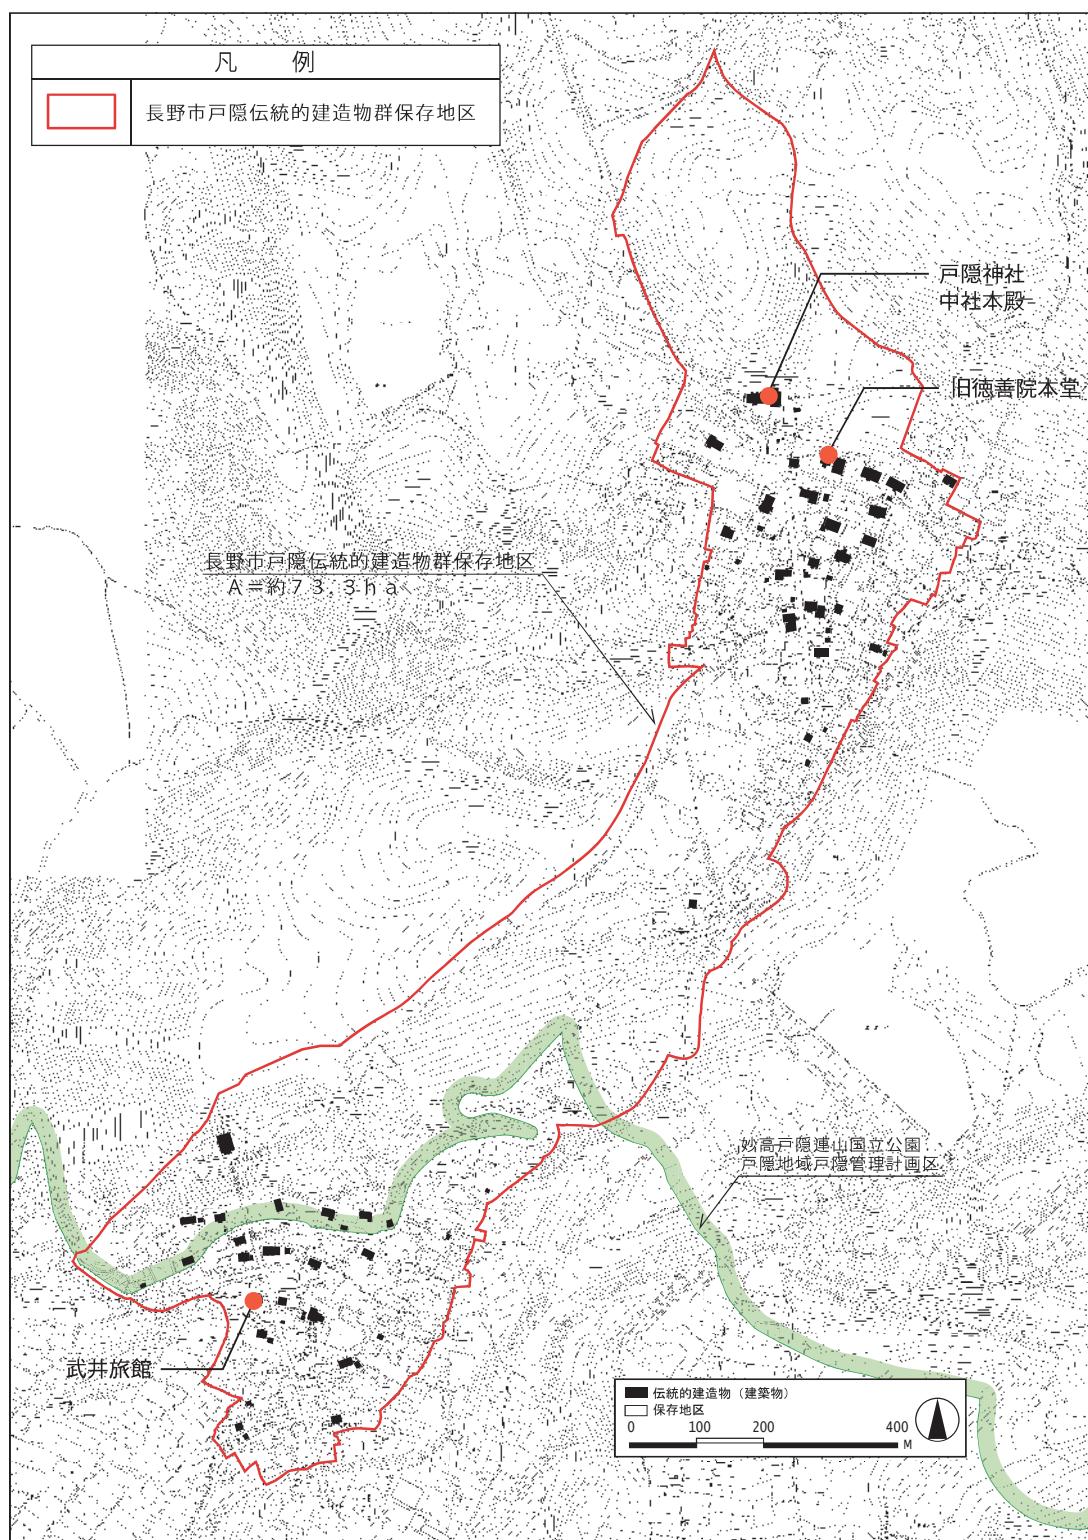 凡 例
長野市戸隠伝統的建造物群保存地区
戸隠神社
中社本殿
旧徳善院本堂
長野市戸隠伝統的建造物群保存地区
A=約73.3ha
妙高戸隠連山国立公園
戸隠地域戸隠管理計画区
武井旅館
伝統的建造物（建築物）
保存地区
0 100 200 400
M